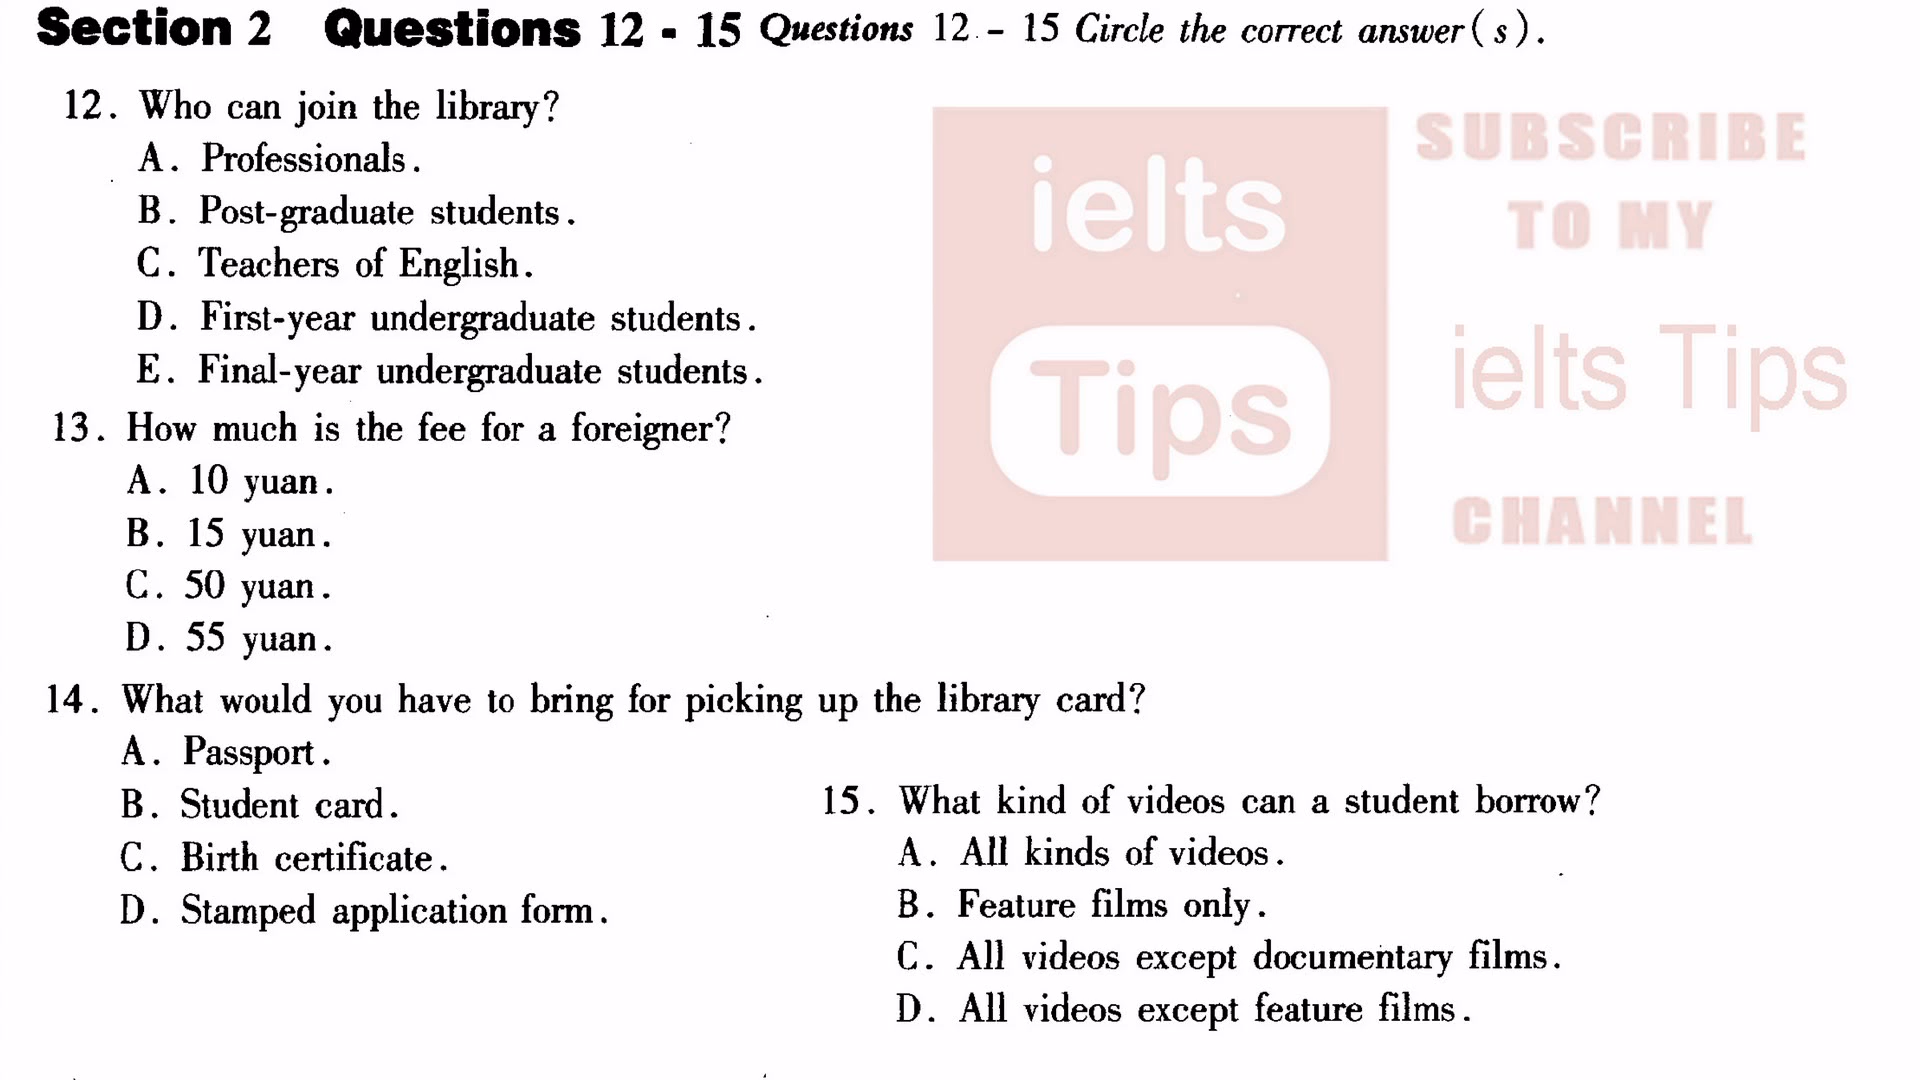 Section 2 Questions 12 - 15 Questions 12 - 15 Circle the correct answer(s).
12. Who can join the library?
A. Professionals.
B. Post-graduate students.
C. Teachers of English.
D. First-year undergraduate students.
E. Final-year undergraduate students.
13. How much is the fee for a foreigner?
A. 10 yuan.
B. 15 yuan.
C. 50 yuan.
D. 55 yuan.
14. What would you have to bring for picking up the library card?
A. Passport.
B. Student card.
C. Birth certificate.
D. Stamped application form.
15. What kind of videos can a student borrow?
A. All kinds of videos.
B. Feature films only.
C. All videos except documentary films.
D. All videos except feature films.
ielts
Tips
SUBSCRIBE
TO MY
ielts Tips
CHANNEL